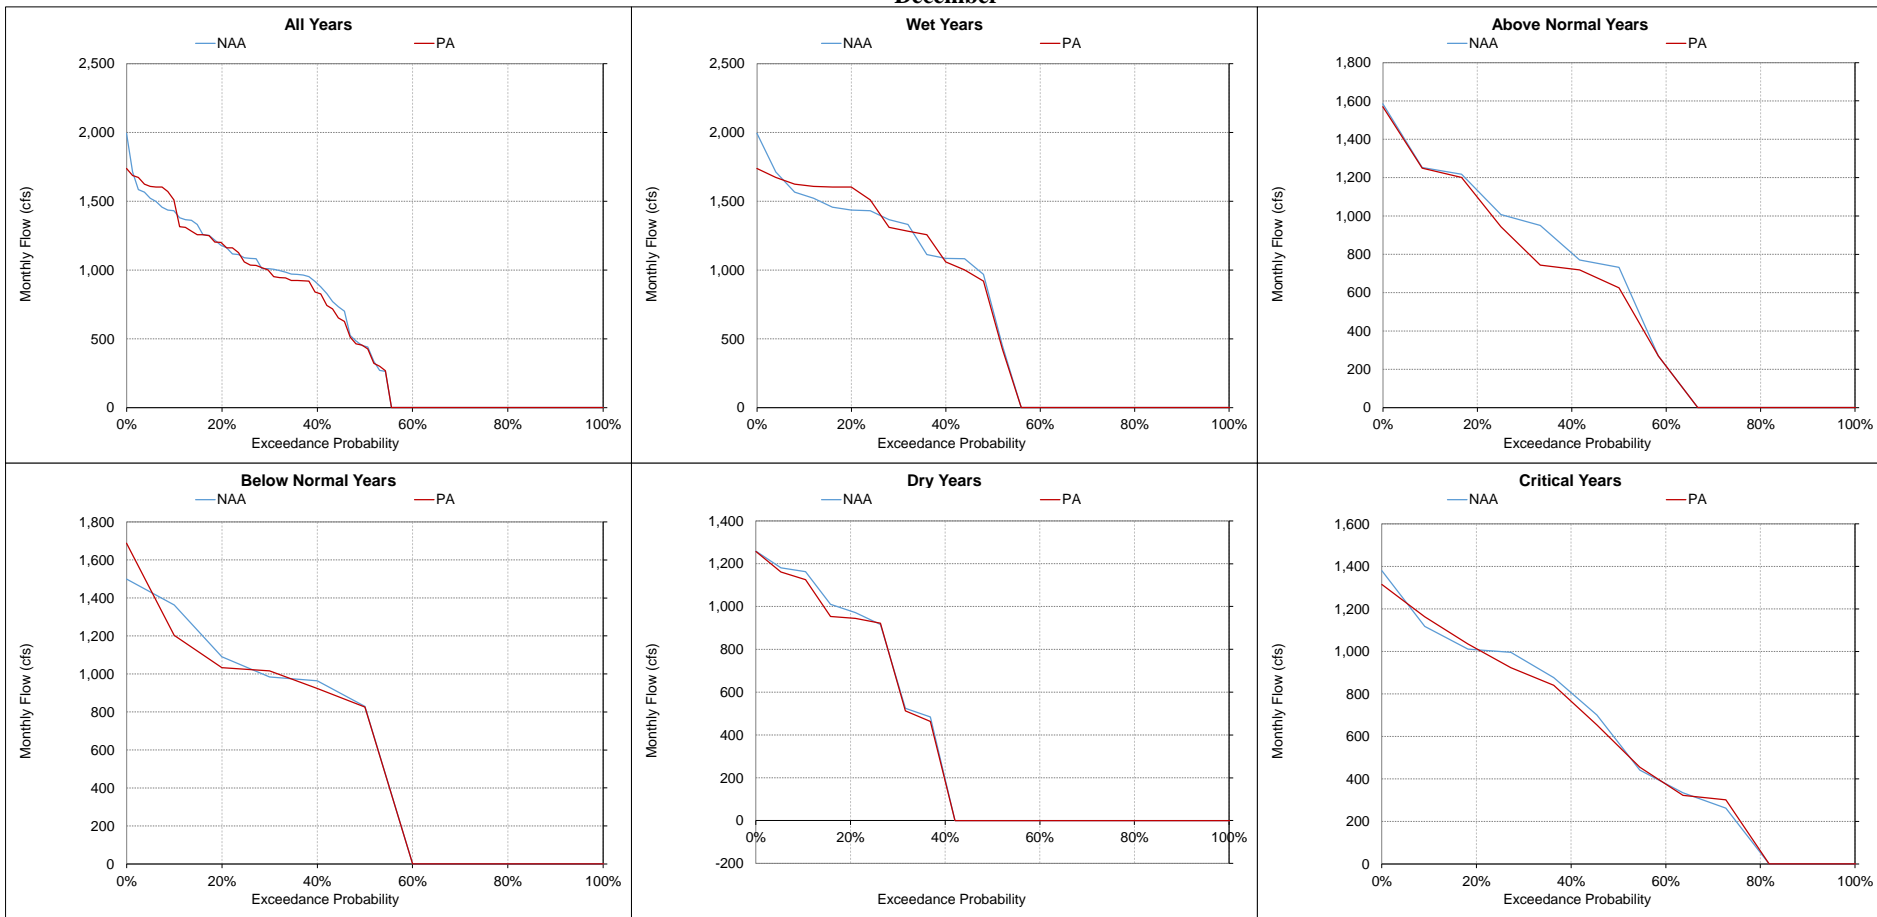 December
All Years
NAA PA
2,500
2,000
1,500
1,000
500
0
0% 20% 40% 60% 80% 100%
Monthly Flow (cfs)
Exceedance Probability
Wet Years
NAA PA
2,500
2,000
1,500
1,000
500
0
0% 20% 40% 60% 80% 100%
Monthly Flow (cfs)
Exceedance Probability
Above Normal Years
NAA PA
1,800
1,600
1,400
1,200
1,000
800
600
400
200
0
0% 20% 40% 60% 80% 100%
Monthly Flow (cfs)
Exceedance Probability
Below Normal Years
NAA PA
1,800
1,600
1,400
1,200
1,000
800
600
400
200
0
0% 20% 40% 60% 80% 100%
Monthly Flow (cfs)
Exceedance Probability
Dry Years
NAA PA
1,400
1,200
1,000
800
600
400
200
0
-200
0% 20% 40% 60% 80% 100%
Monthly Flow (cfs)
Exceedance Probability
Critical Years
NAA PA
1,600
1,400
1,200
1,000
800
600
400
200
0
0% 20% 40% 60% 80% 100%
Monthly Flow (cfs)
Exceedance Probability